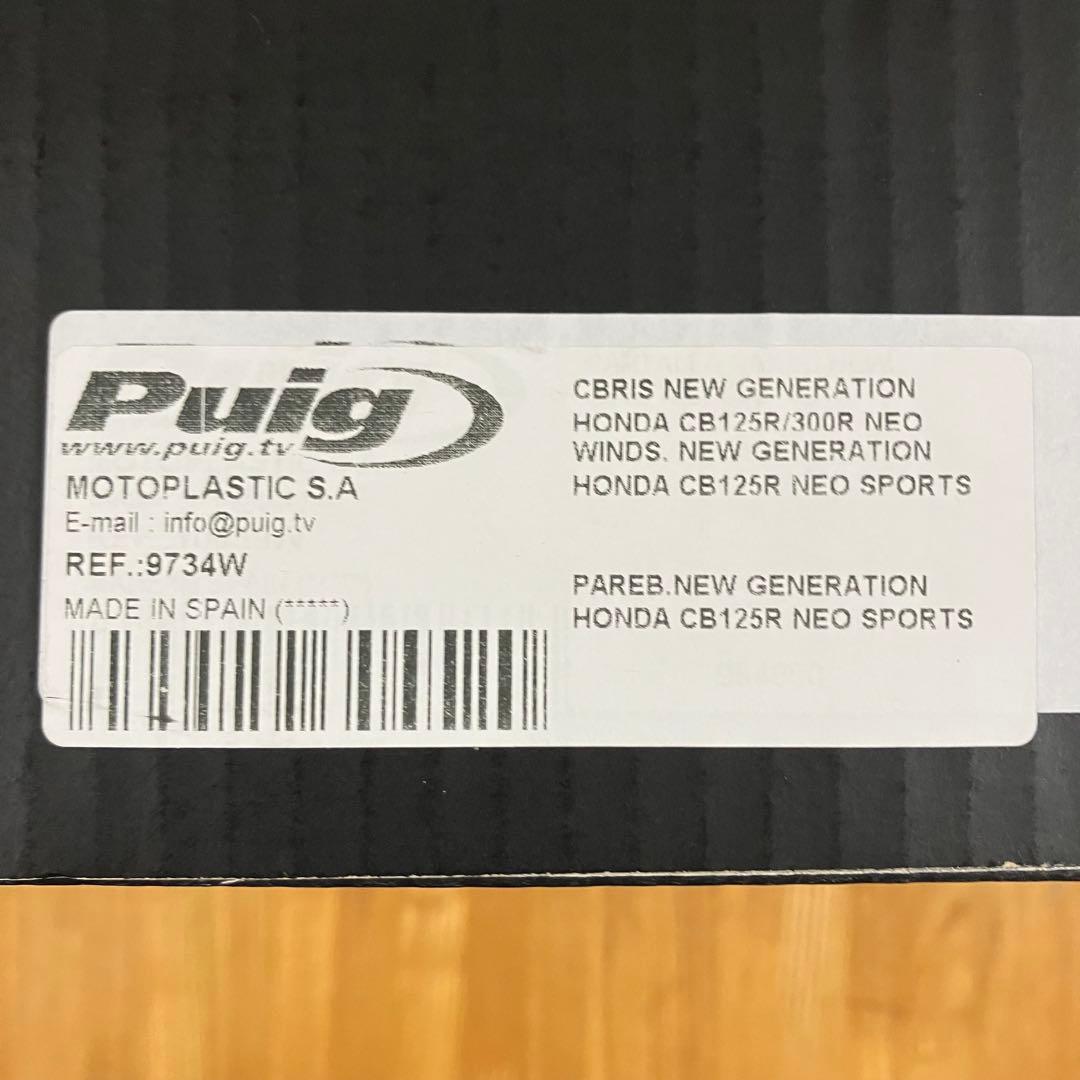 Puig
www.puig.tv
MOTOPLASTIC S.A
E-mail : info@puig.tv
REF.:9734W
MADE IN SPAIN (*****)
CBRIS NEW GENERATION
HONDA CB125R/300R NEO
WINDS. NEW GENERATION
HONDA CB125R NEO SPORTS
PAREB.NEW GENERATION
HONDA CB125R NEO SPORTS